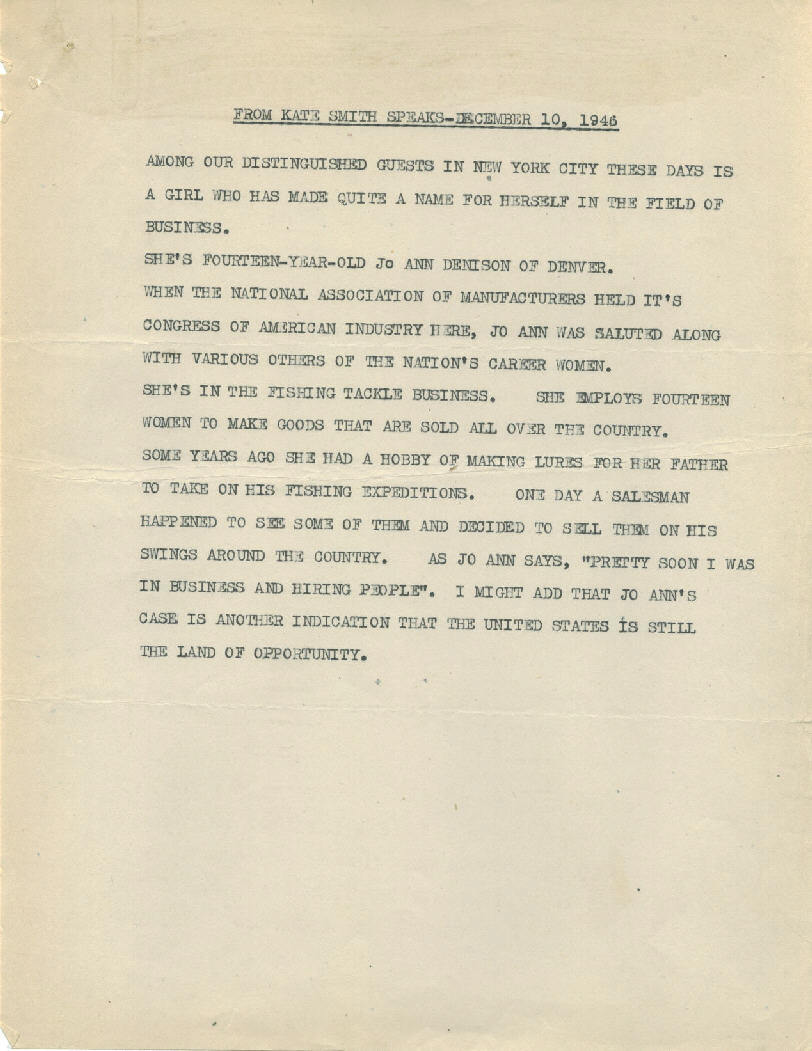 FROM KATE SMITH SPEAKS-DECEMBER 10, 1946
AMONG OUR DISTINGUISHED GUESTS IN NEW YORK CITY THESE DAYS IS
A GIRL WHO HAS MADE QUITE A NAME FOR HERSELF IN THE FIELD OF
BUSINESS.
SHE'S FOURTEEN-YEAR-OLD Jo ANN DENISON OF DENVER.
WHEN THE NATIONAL ASSOCIATION OF MANUFACTURERS HELD IT'S
CONGRESS OF AMERICAN INDUSTRY HERE, JO ANN WAS SALUTED ALONG
WITH VARIOUS OTHERS OF THE NATION'S CAREER WOMEN.
SHE'S IN THE FISHING TACKLE BUSINESS. SHE EMPLOYS FOURTEEN
WOMEN TO MAKE GOODS THAT ARE SOLD ALL OVER THE COUNTRY.
SOME YEARS AGO SHE HAD A HOBBY OF MAKING LURES FOR HER FATHER
TO TAKE ON HIS FISHING EXPEDITIONS. ONE DAY A SALESMAN
HAPPENED TO SEE SOME OF THEM AND DECIDED TO SELL THEM ON HIS
SWINGS AROUND THE COUNTRY. AS JO ANN SAYS, "PRETTY SOON I WAS
IN BUSINESS AND HIRING PEOPLE". I MIGHT ADD THAT JO ANN'S
CASE IS ANOTHER INDICATION THAT THE UNITED STATES iS STILL
THE LAND OF OPPORTUNITY.